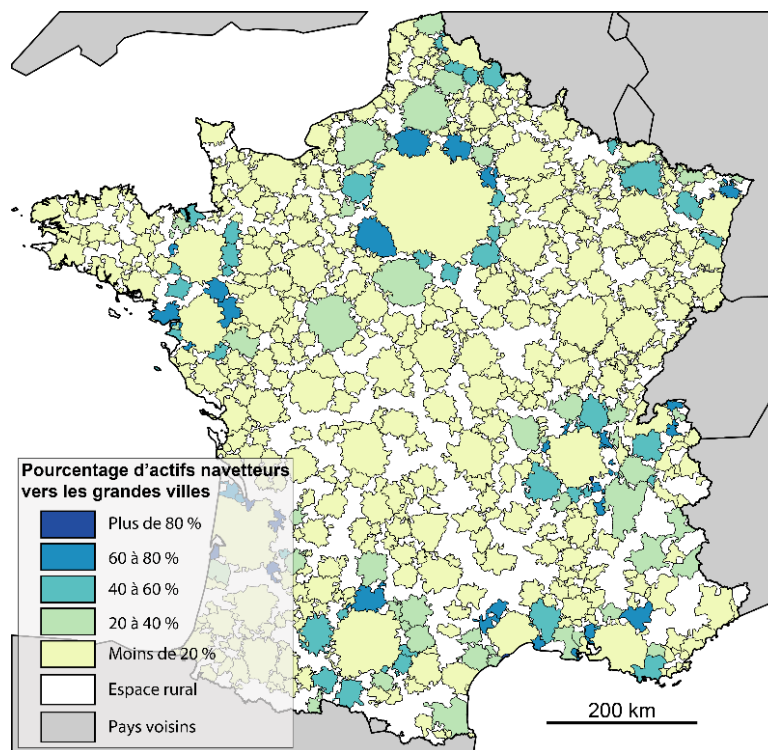 Pourcentage d'actifs navetteurs
vers les grandes villes
Plus de 80 %
60 à 80 %
40 à 60 %
20 à 40 %
Moins de 20 %
Espace rural
Pays voisins
200 km